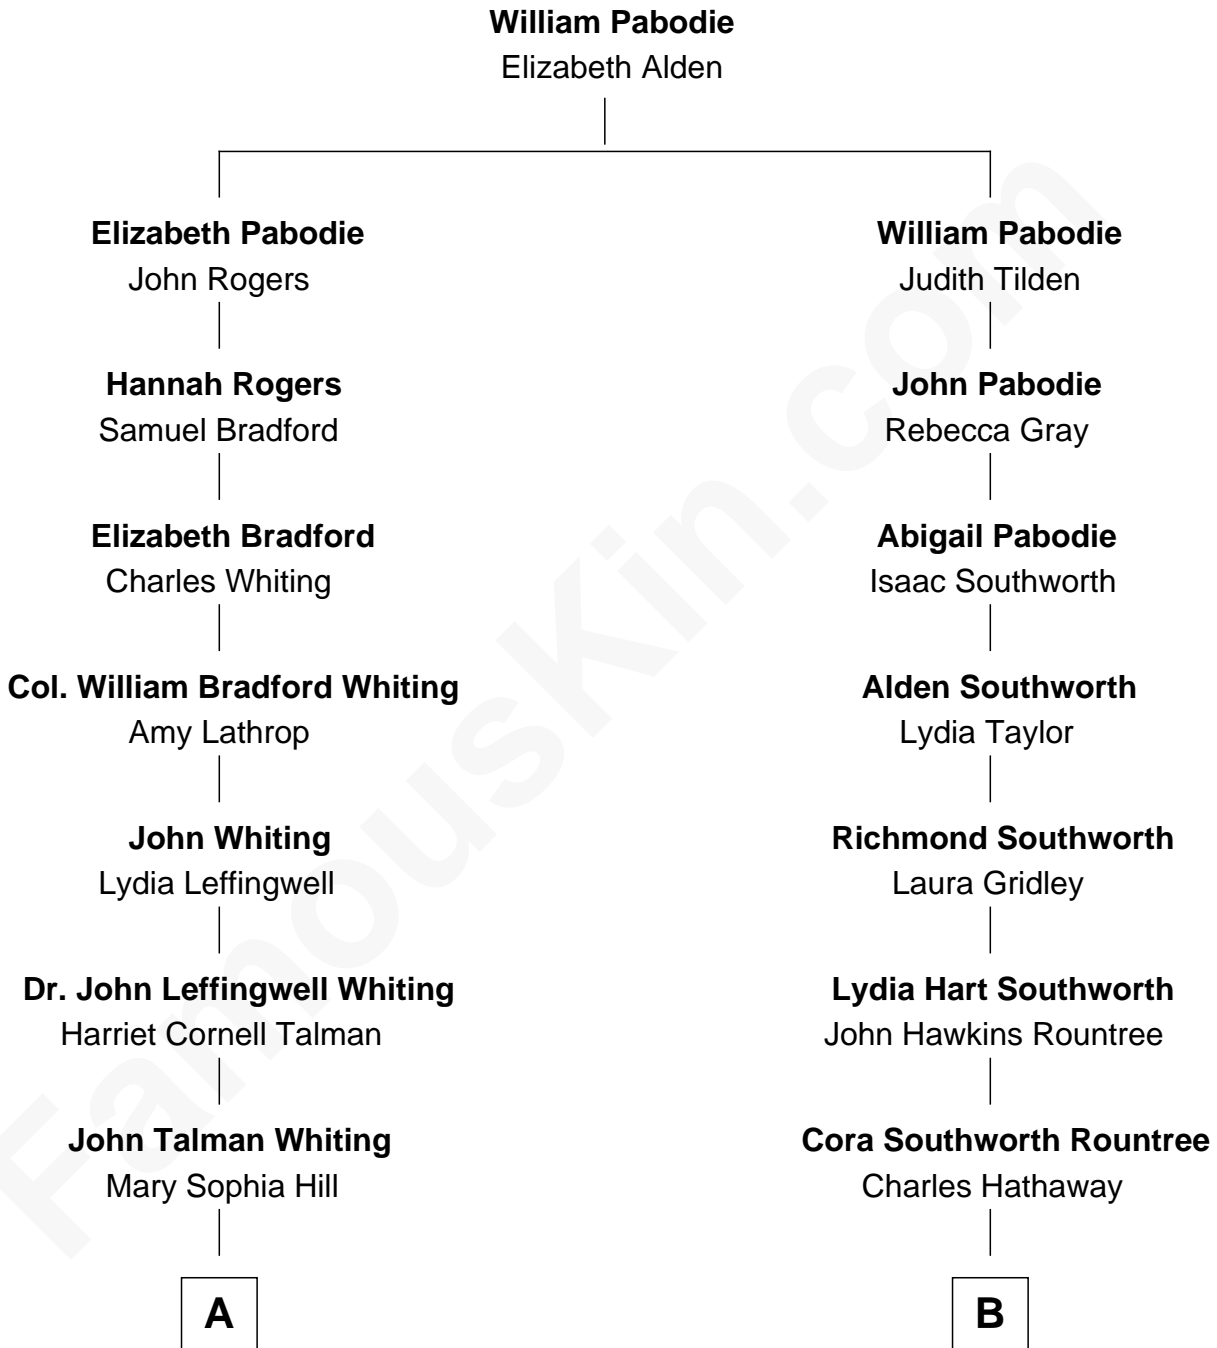 William Pabodie
Elizabeth Alden
Elizabeth Pabodie
John Rogers
Hannah Rogers
Samuel Bradford
Elizabeth Bradford
Charles Whiting
Col. William Bradford Whiting
Amy Lathrop
John Whiting
Lydia Leffingwell
Dr. John Leffingwell Whiting
Harriet Cornell Talman
John Talman Whiting
Mary Sophia Hill
A
William Pabodie
Judith Tilden
John Pabodie
Rebecca Gray
Abigail Pabodie
Isaac Southworth
Alden Southworth
Lydia Taylor
Richmond Southworth
Laura Gridley
Lydia Hart Southworth
John Hawkins Rountree
Cora Southworth Rountree
Charles Hathaway
B
FamousKin.com